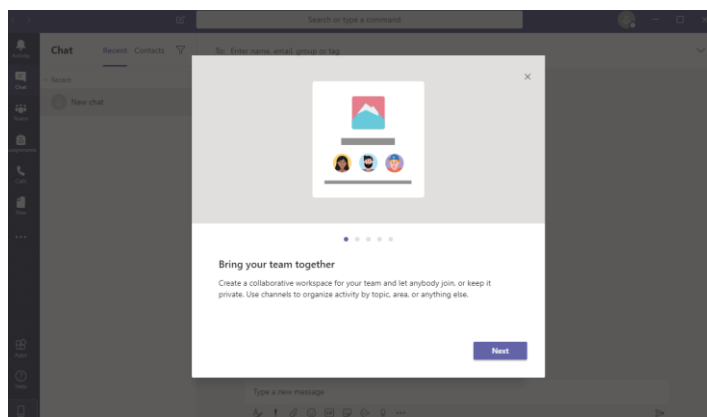 Search or type a command
Activity
Chat
Recent
Contacts
To: Enter name, email, group or tag
Recent
Chat
New chat
Teams
Assignments
Calls
Files
Bring your team together
Create a collaborative workspace for your team and let anybody join, or keep it
private. Use channels to organize activity by topic, area, or anything else.
Next
Apps
Help
Type a new message